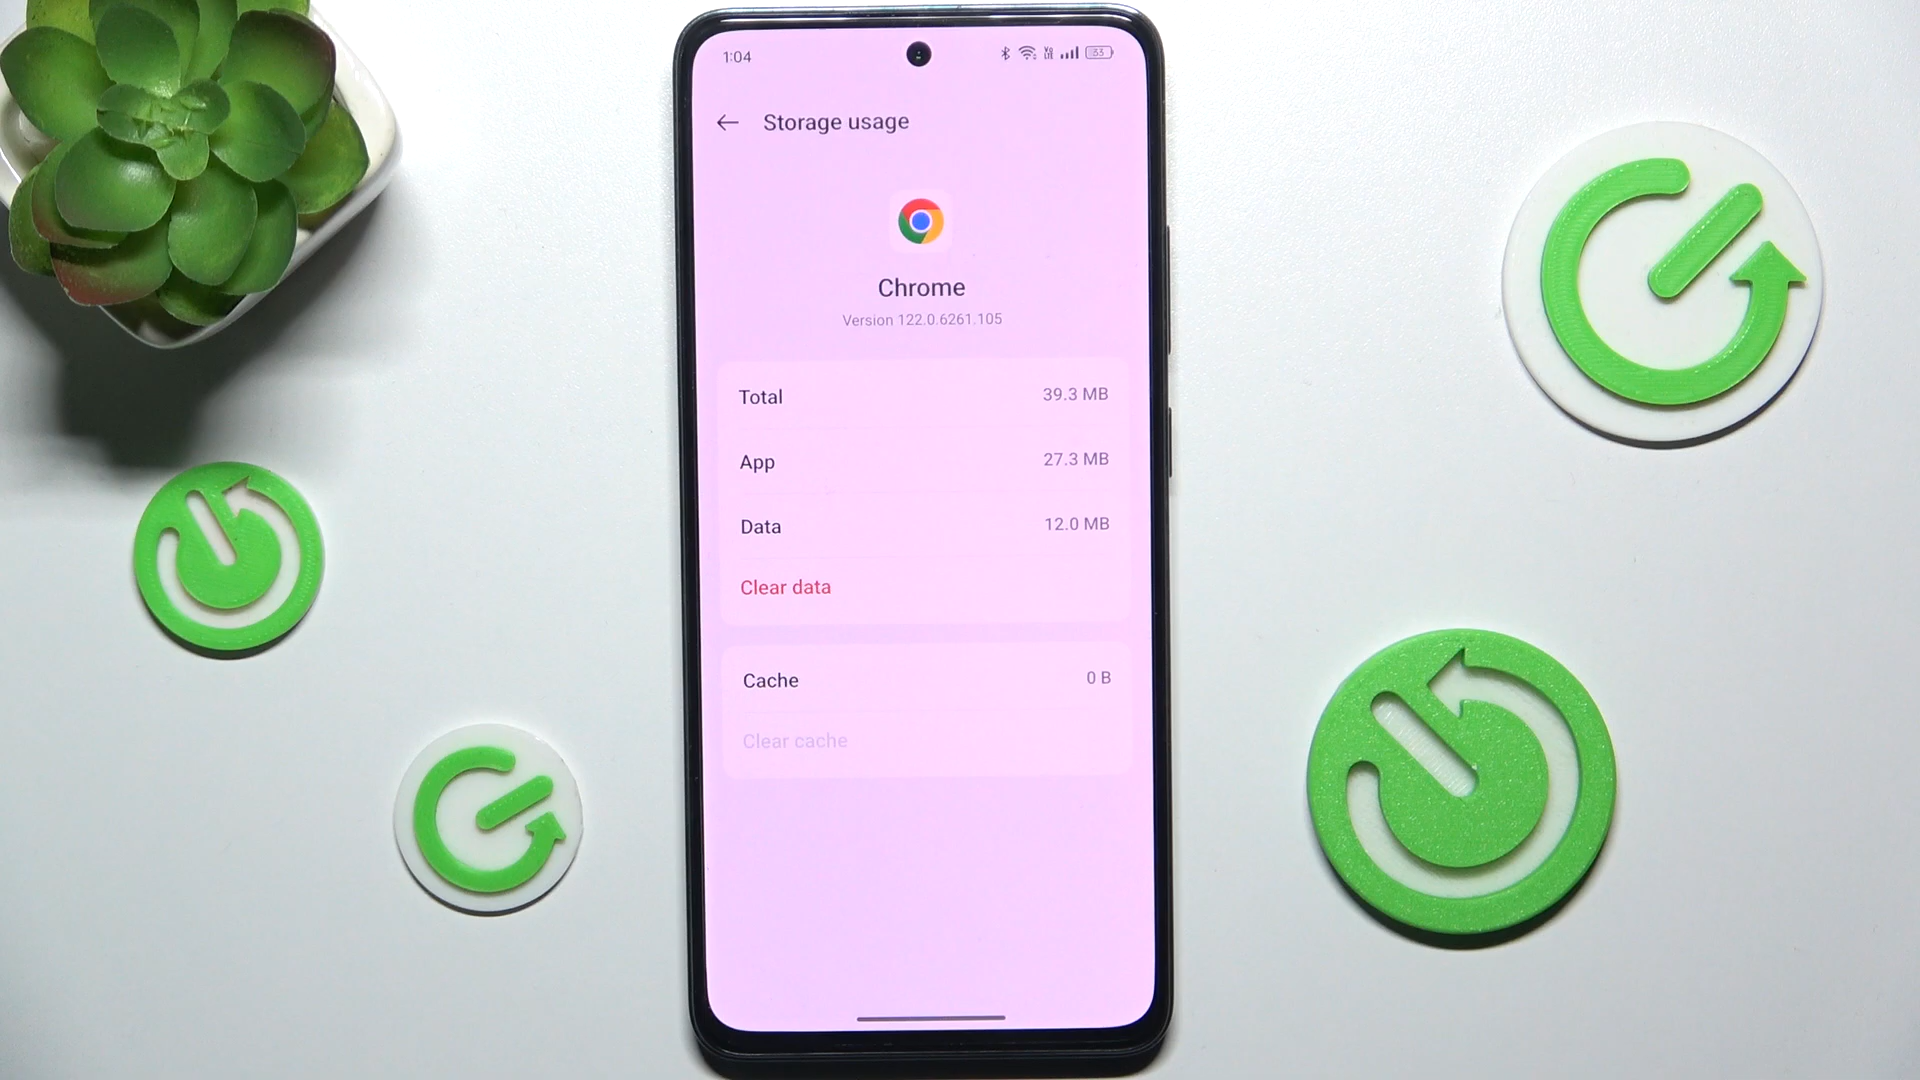 1:04
33
Storage usage
Chrome
Version 122.0.6261.105
Total 39.3 MB
App 27.3 MB
Data 12.0 MB
Clear data
Cache 0 B
Clear cache